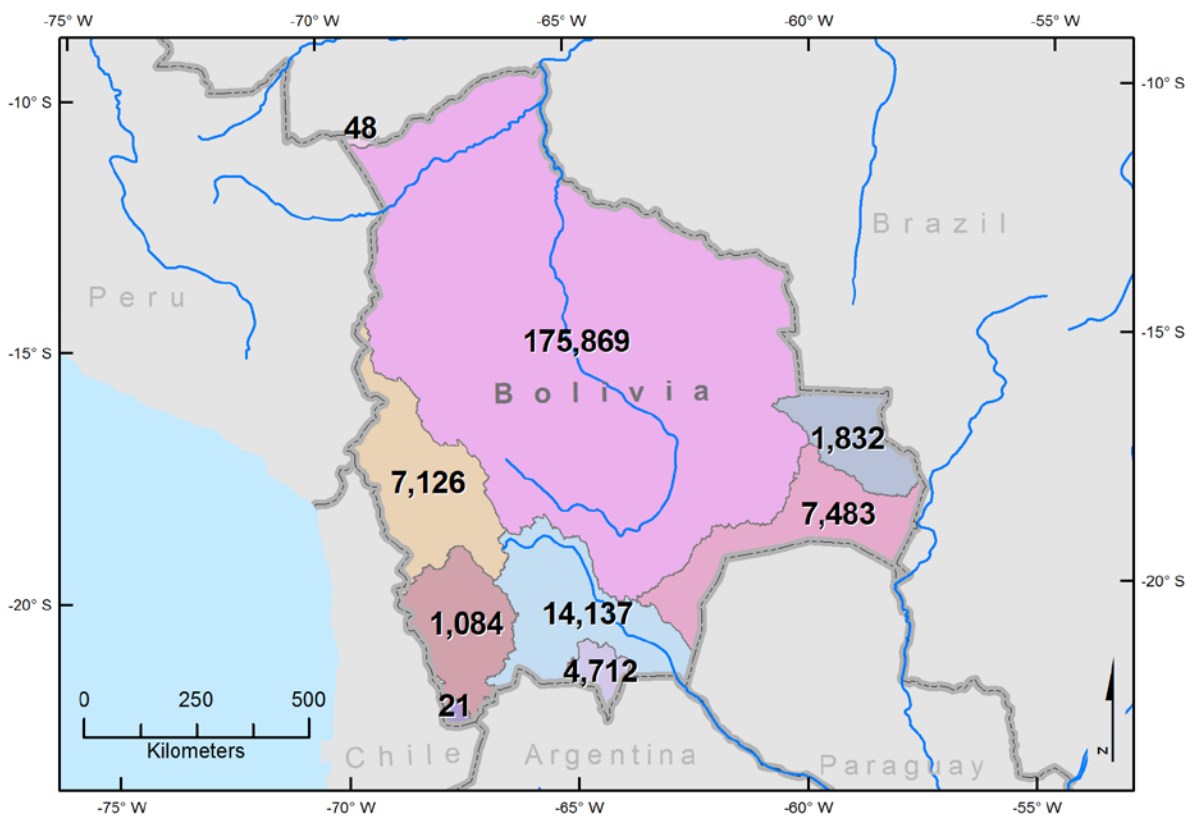 -75° W -70° W -65° W -60° W -55° W
-10° S
-10° S
48
Brazil
Peru
-15° S
175,869
-15° S
Bolivia
1,832
7,126
7,483
-20° S
-20° S
14,137
1,084
4,712
0 250 500
21
Kilometers
Chile
Argentina
Paraguay
z
-75° W -70° W -65° W -60° W -55° W